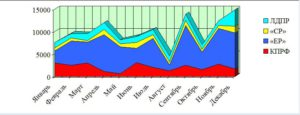 15000
10000
5000
0
Январь
Февраль
Март
Апрель
Май
Июнь
Июль
Август
Сентябрь
Октябрь
Ноябрь
Декабрь
ЛДПР
«СР»
«ЕР»
КПРФ